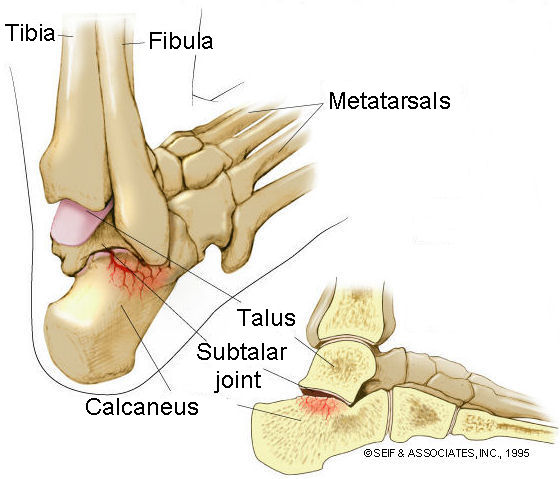 Tibia
Fibula
Metatarsals
Talus
Subtalar
joint
Calcaneus
©SEIF & ASSOCIATES, INC., 1995